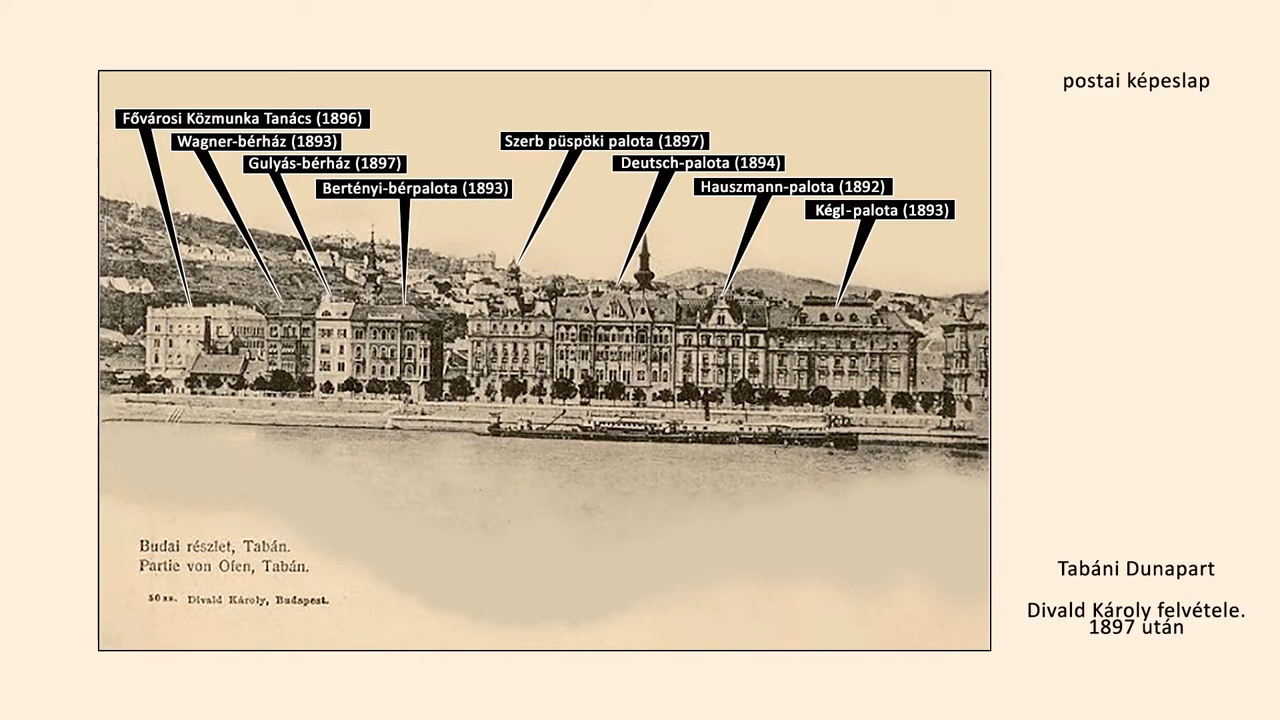 postai képeslap
Fővárosi Közmunka Tanács (1896)
Wagner-bérház (1893)
Gulyás-bérház (1897)
Bertényi-bérpalota (1893)
Szerb püspöki palota (1897)
Deutsch-palota (1894)
Hauszmann-palota (1892)
Kégl-palota (1893)
Budai részlet, Tabán.
Partie von Ofen, Tabán.
Divald Károly, Budapest.
Tabáni Dunapart
Divald Károly felvétele.
1897 után